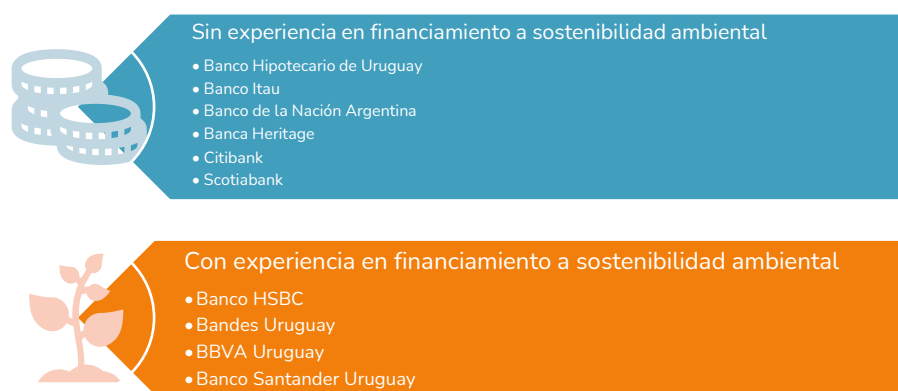 Sin experiencia en financiamiento a sostenibilidad ambiental
• Banco Hipotecario de Uruguay
• Banco Itau
• Banco de la Nación Argentina
• Banca Heritage
• Citibank
• Scotiabank
Con experiencia en financiamiento a sostenibilidad ambiental
• Banco HSBC
• Bandes Uruguay
• BBVA Uruguay
• Banco Santander Uruguay